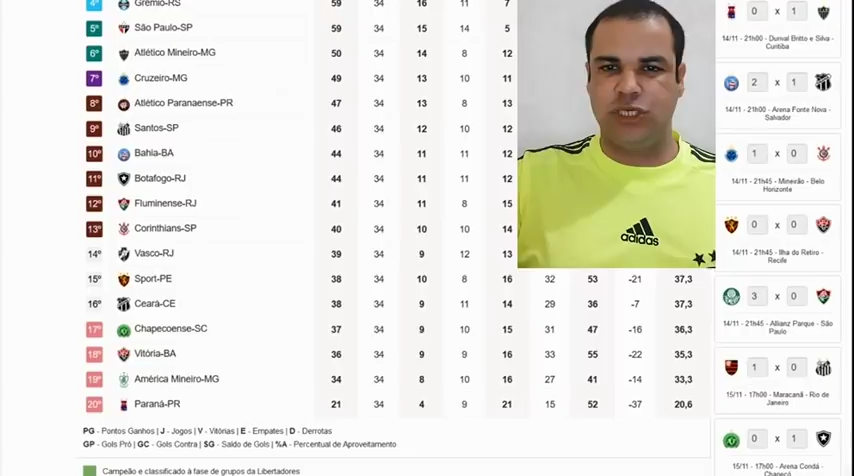 4º Grêmio-RS 59 34 16 11 7
5º São Paulo-SP 59 34 15 14 5
6º Atlético Mineiro-MG 50 34 14 8 12
7º Cruzeiro-MG 49 34 13 10 11
8º Atlético Paranaense-PR 47 34 13 8 13
9º Santos-SP 46 34 12 10 12
10º Bahia-BA 44 34 11 11 12
11º Botafogo-RJ 44 34 11 11 12
12º Fluminense-RJ 41 34 11 8 15
13º Corinthians-SP 40 34 10 10 14
14º Vasco-RJ 39 34 9 12 13
15º Sport-PE 38 34 10 8 16 32 53 -21 37,3
16º Ceará-CE 38 34 9 11 14 29 36 -7 37,3
17º Chapecoense-SC 37 34 9 10 15 31 47 -16 36,3
18º Vitória-BA 36 34 9 9 16 33 55 -22 35,3
19º América Mineiro-MG 34 34 8 10 16 27 41 -14 33,3
20º Paraná-PR 21 34 4 9 21 15 52 -37 20,6
PG - Pontos Ganhos | J - Jogos | V - Vitórias | E - Empates | D - Derrotas
GP - Gols Pró | GC - Gols Contra | SG - Saldo de Gols | %A - Percentual de Aproveitamento
Campeão e classificado à fase de grupos da Libertadores
adidas
0 x 1
14/11 - 21h00 - Durival Britto e Silva -
Curitiba
2 x 1
14/11 - 21h00 - Arena Fonte Nova -
Salvador
1 x 0
14/11 - 21h45 - Mineirão - Belo
Horizonte
0 x 0
14/11 - 21h45 - Ilha do Retiro -
Recife
3 x 0
14/11 - 21h45 - Allianz Parque - São
Paulo
1 x 0
15/11 - 17h00 - Maracanã - Rio de
Janeiro
0 x 1
15/11 - 17h00 - Arena Condá -
Chapecó